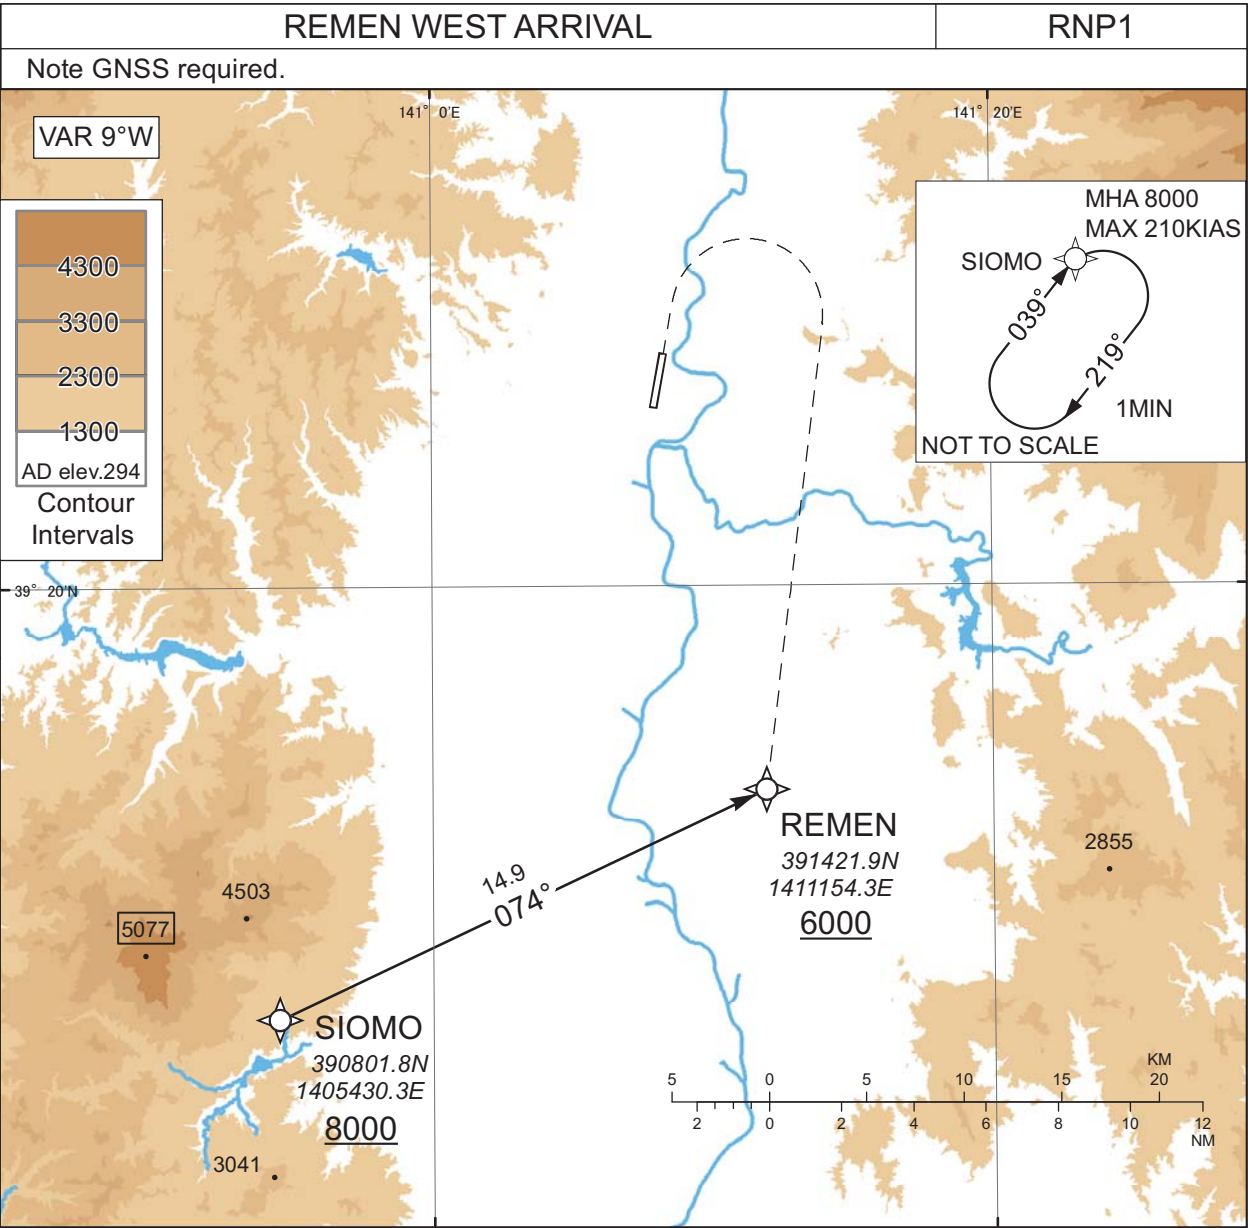 REMEN WEST ARRIVAL
RNP1
Note GNSS required.
141° 0'E
141° 20'E
VAR 9°W
4300
3300
2300
1300
AD elev.294
Contour
Intervals
MHA 8000
MAX 210KIAS
SIOMO
039°
219°
1MIN
NOT TO SCALE
39° 20'N
REMEN
391421.9N
1411154.3E
6000
2855
14.9
074°
4503
5077
SIOMO
390801.8N
1405430.3E
8000
3041
KM
5 0 5 10 15 20
2 0 2 4 6 8 10 12
NM